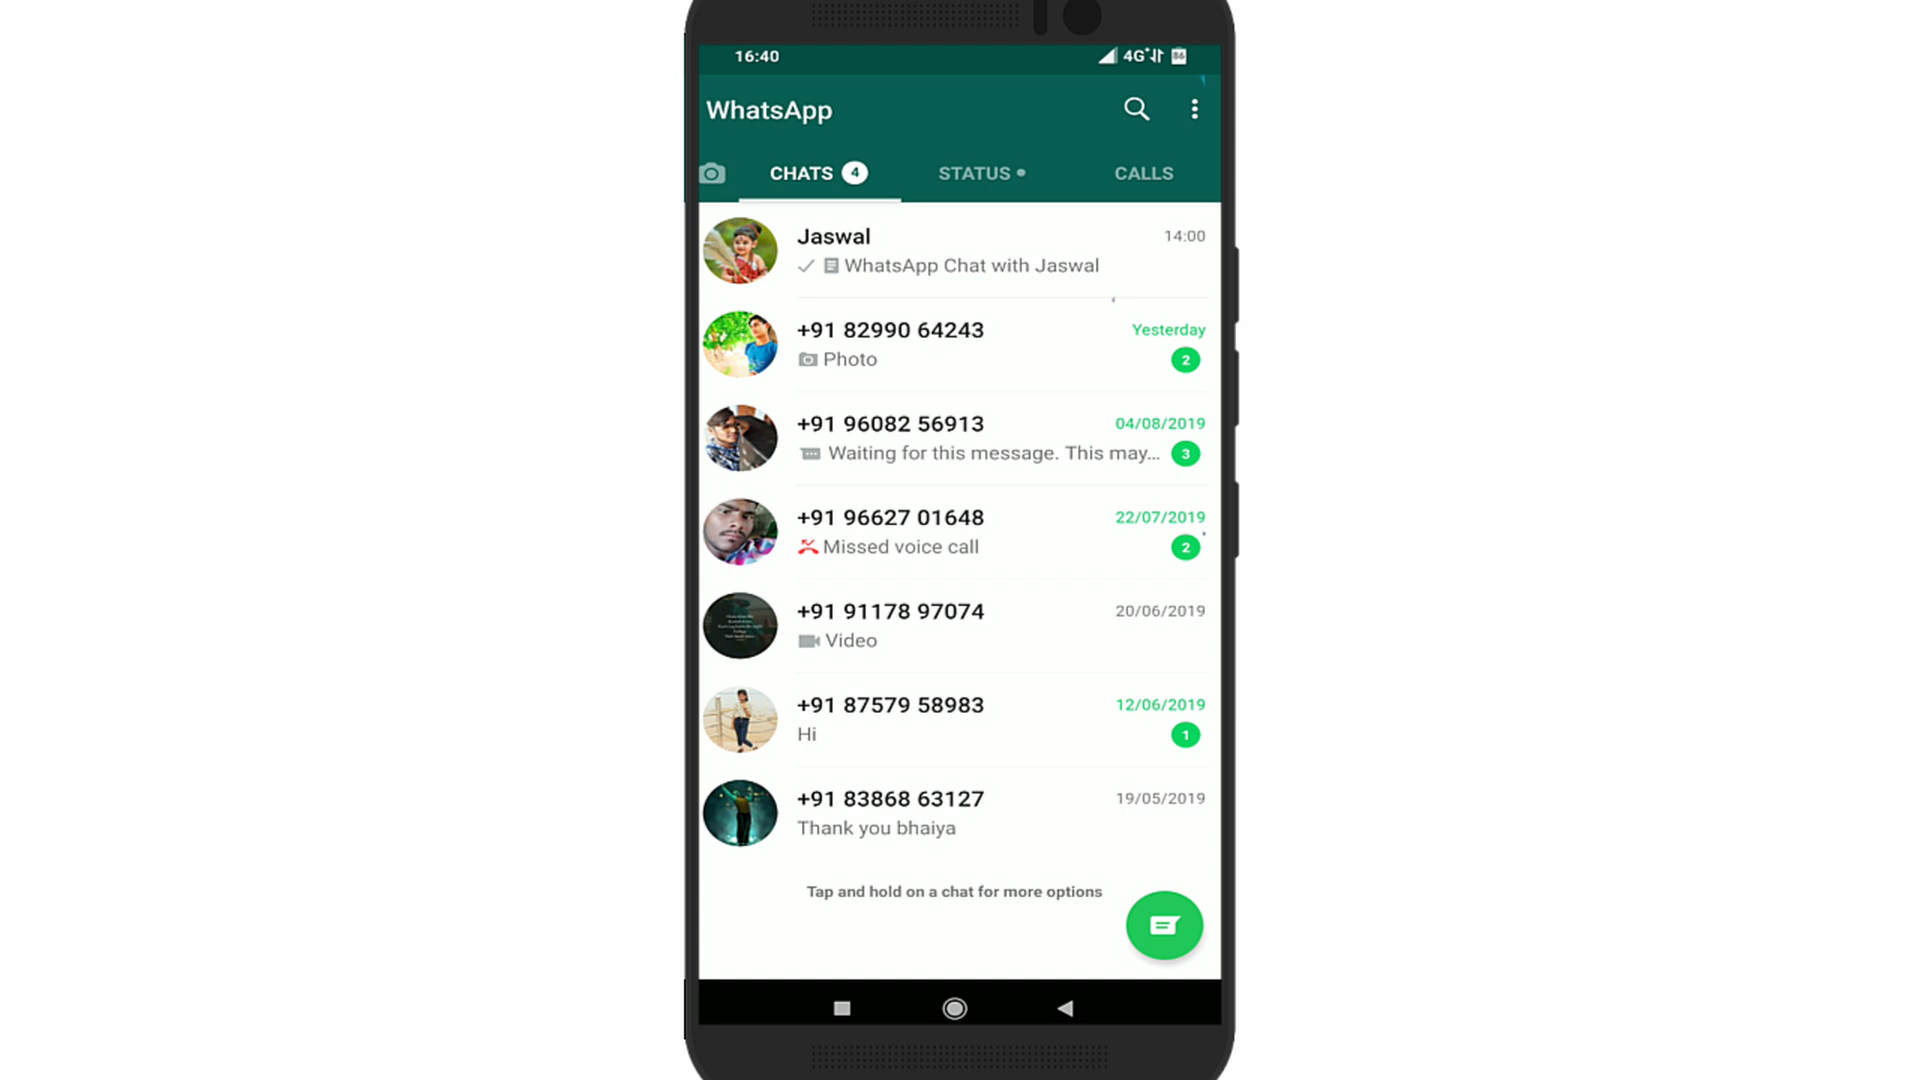 16:40 4G+ 86
WhatsApp
CHATS 4 STATUS • CALLS
Jaswal 14:00
WhatsApp Chat with Jaswal
+91 82990 64243 Yesterday
Photo 2
+91 96082 56913 04/08/2019
Waiting for this message. This may... 3
+91 96627 01648 22/07/2019
Missed voice call 2
+91 91178 97074 20/06/2019
Video
+91 87579 58983 12/06/2019
Hi 1
+91 83868 63127 19/05/2019
Thank you bhaiya
Tap and hold on a chat for more options